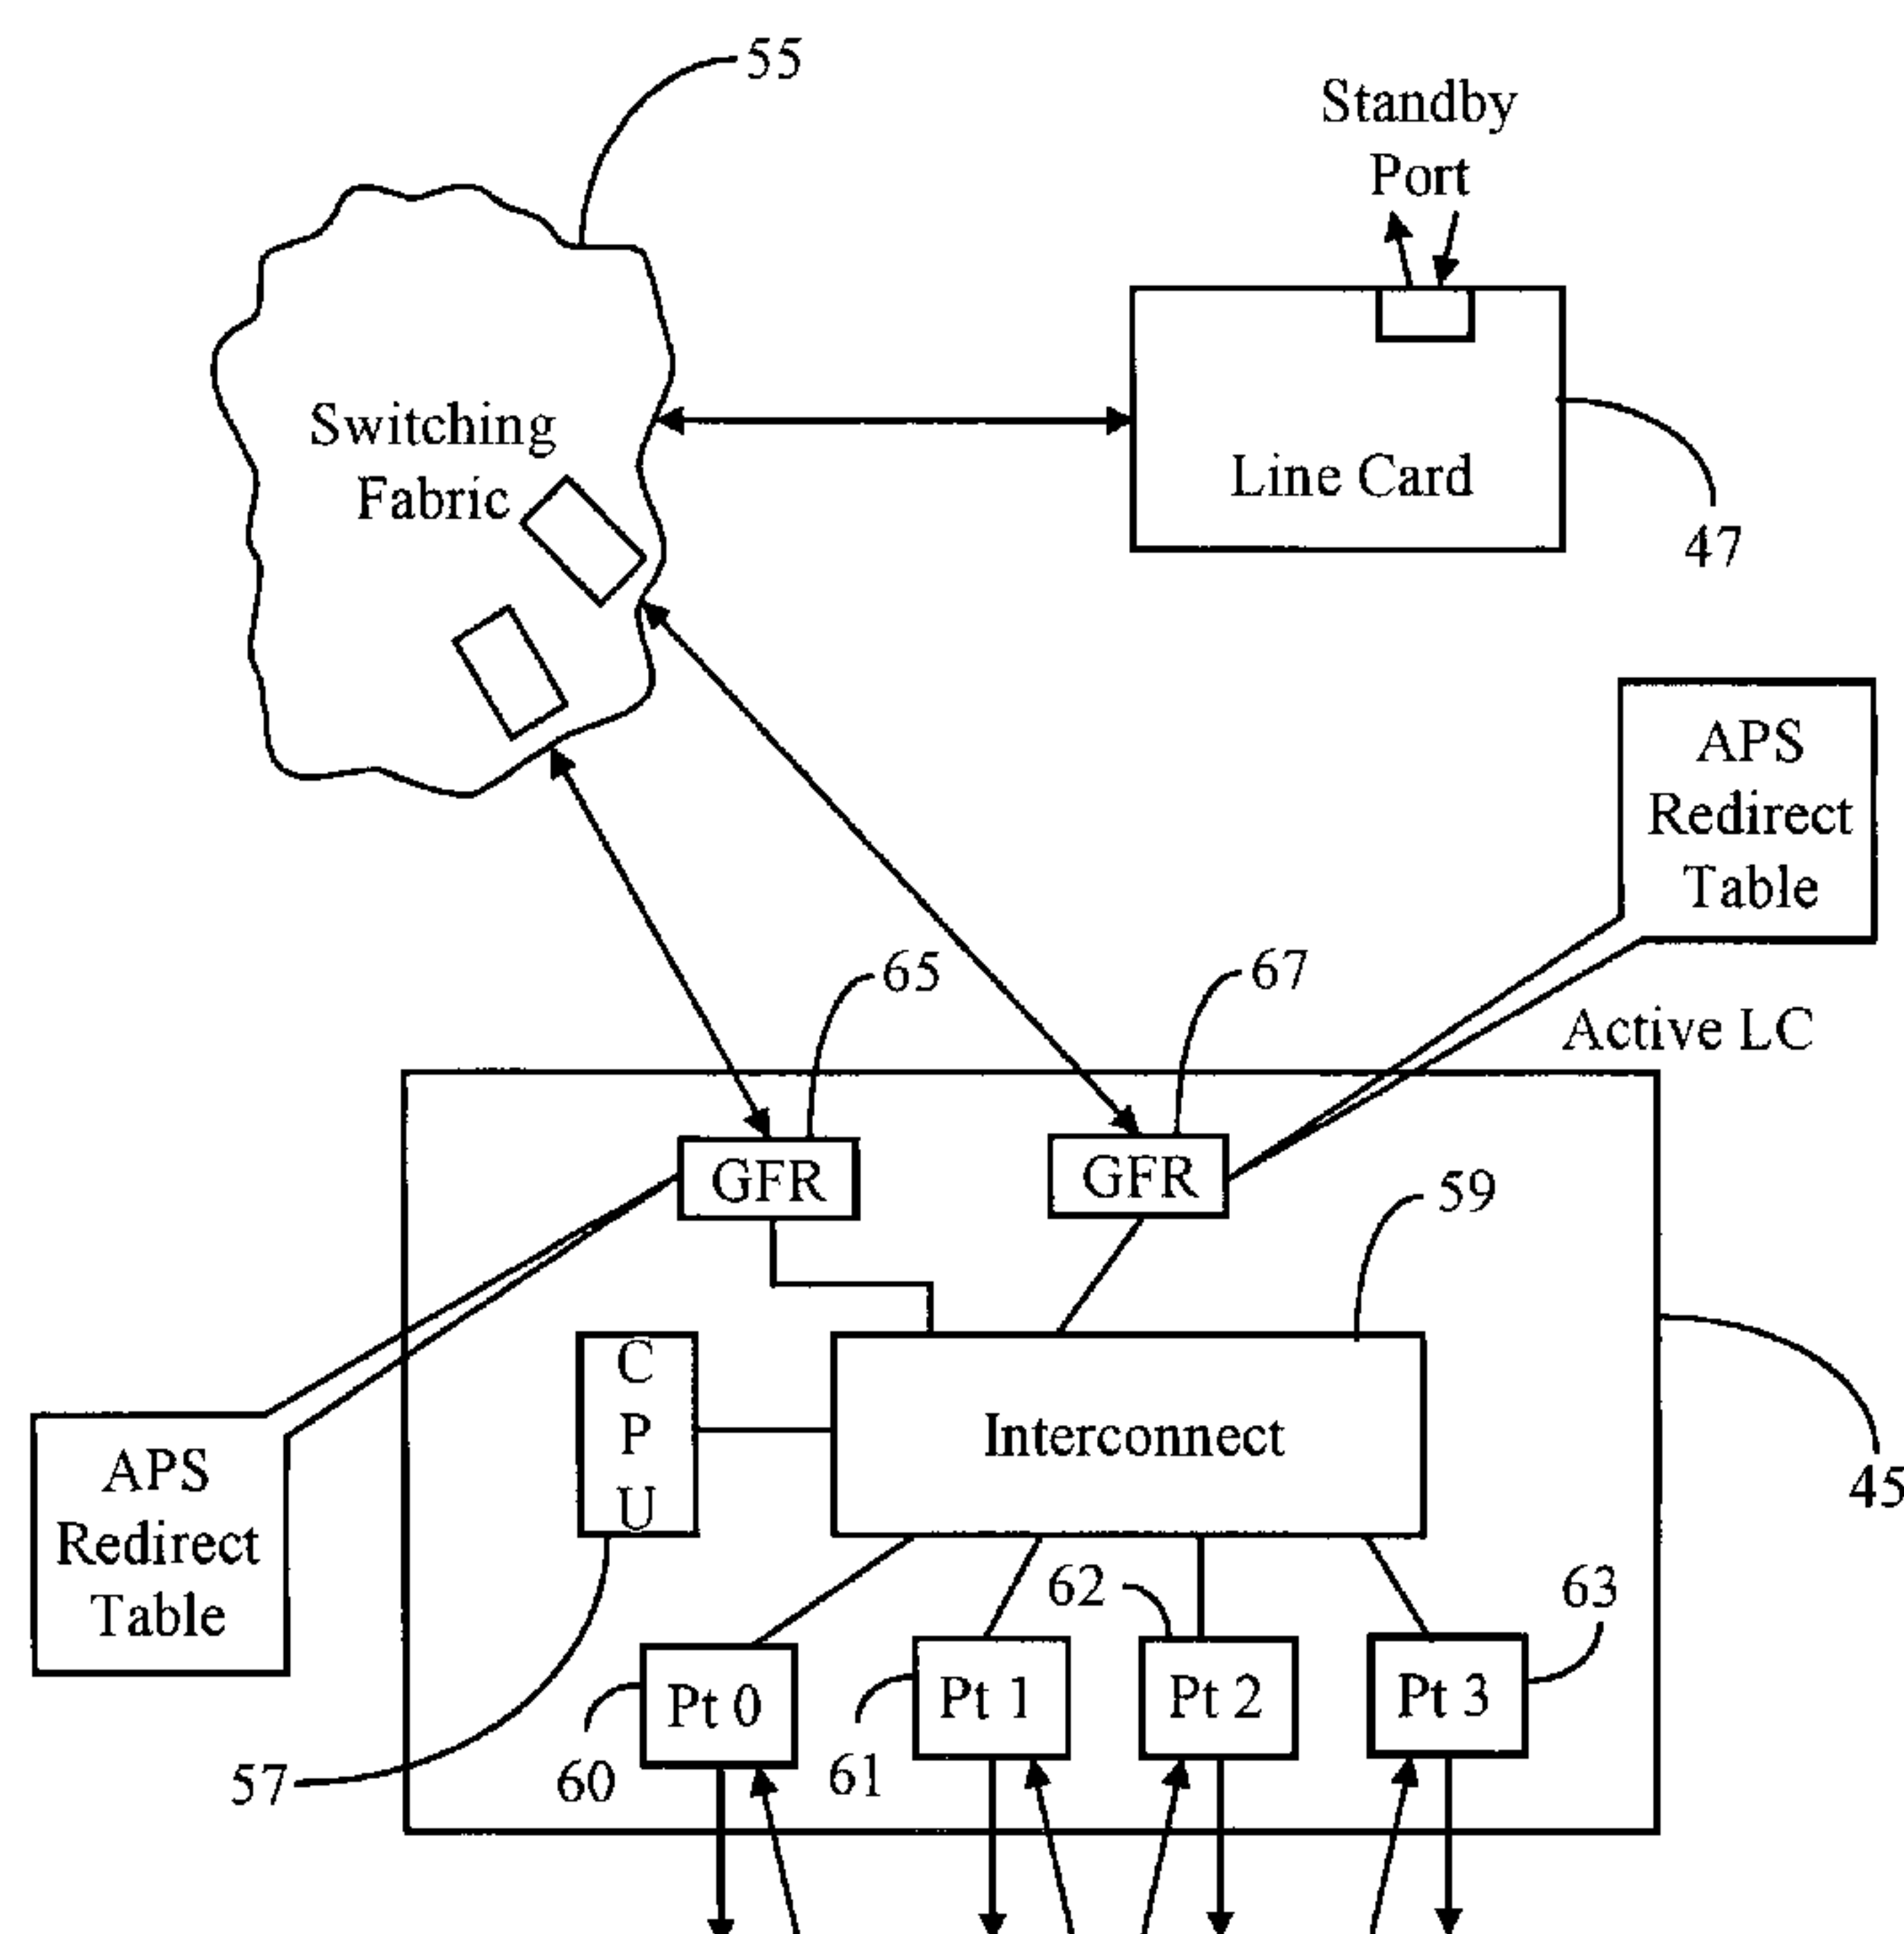 55
Standby
Port
Switching
Fabric
Line Card
47
APS
Redirect
Table
65
67
Active LC
GFR
GFR
59
C
P
U
Interconnect
45
APS
Redirect
Table
62
63
Pt 0
Pt 1
Pt 2
Pt 3
57
60
61